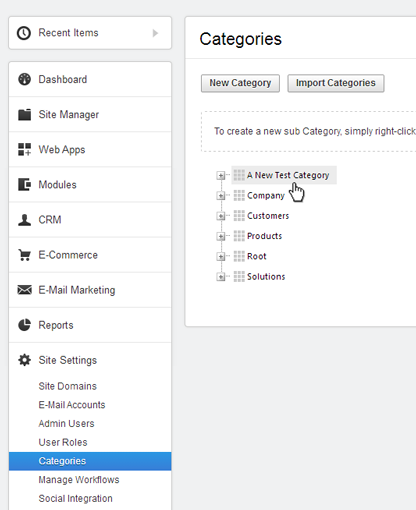 Recent Items
Dashboard
Site Manager
Web Apps
Modules
CRM
E-Commerce
E-Mail Marketing
Reports
Site Settings
Site Domains
E-Mail Accounts
Admin Users
User Roles
Categories
Manage Workflows
Social Integration
Categories
New Category Import Categories
To create a new sub Category, simply right-click
A New Test Category
Company
Customers
Products
Root
Solutions